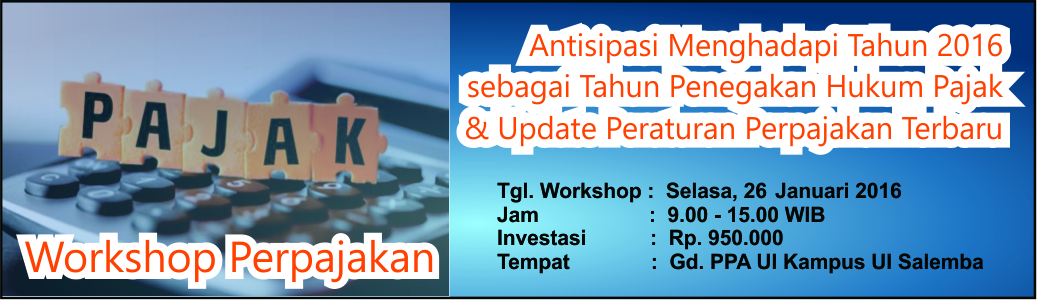 PAJAK
Workshop Perpajakan
Antisipasi Menghadapi Tahun 2016
sebagai Tahun Penegakan Hukum Pajak
& Update Peraturan Perpajakan Terbaru
Tgl. Workshop : Selasa, 26 Januari 2016
Jam : 9.00 - 15.00 WIB
Investasi : Rp. 950.000
Tempat : Gd. PPA UI Kampus UI Salemba